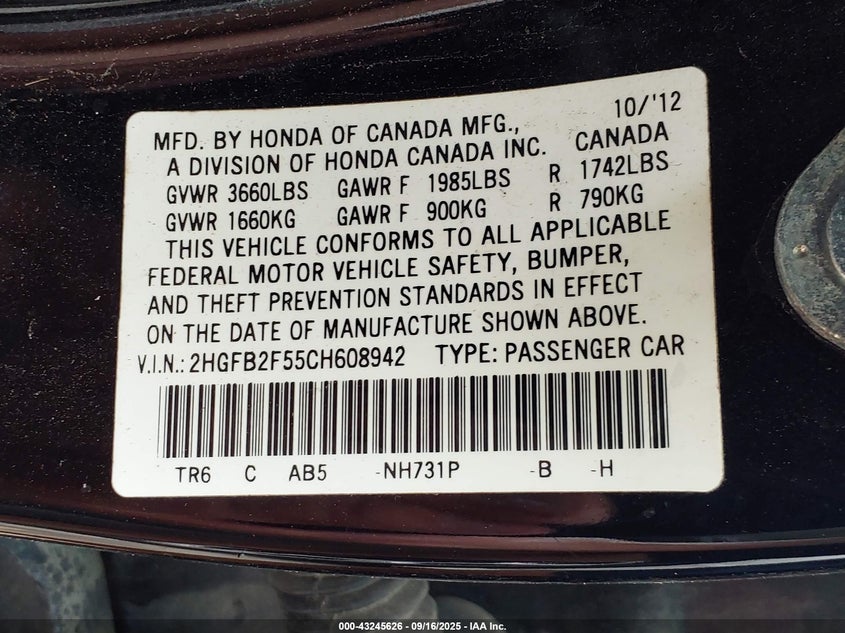 10/'12
MFD. BY HONDA OF CANADA MFG.,
A DIVISION OF HONDA CANADA INC. CANADA
GVWR 3660LBS GAWR F 1985LBS R 1742LBS
GVWR 1660KG GAWR F 900KG R 790KG
THIS VEHICLE CONFORMS TO ALL APPLICABLE
FEDERAL MOTOR VEHICLE SAFETY, BUMPER,
AND THEFT PREVENTION STANDARDS IN EFFECT
ON THE DATE OF MANUFACTURE SHOWN ABOVE.
V.I.N.: 2HGFB2F55CH608942 TYPE: PASSENGER CAR
TR6 C AB5 -NH731P -B -H
000-43245626 - 09/16/2025 - IAA Inc.